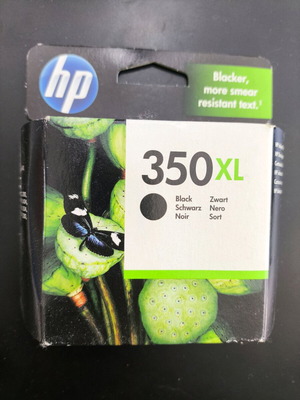 hp
Blacker,
more smear
resistant text.¹
350XL
Black Zwart
Schwarz Nero
Noir Sort